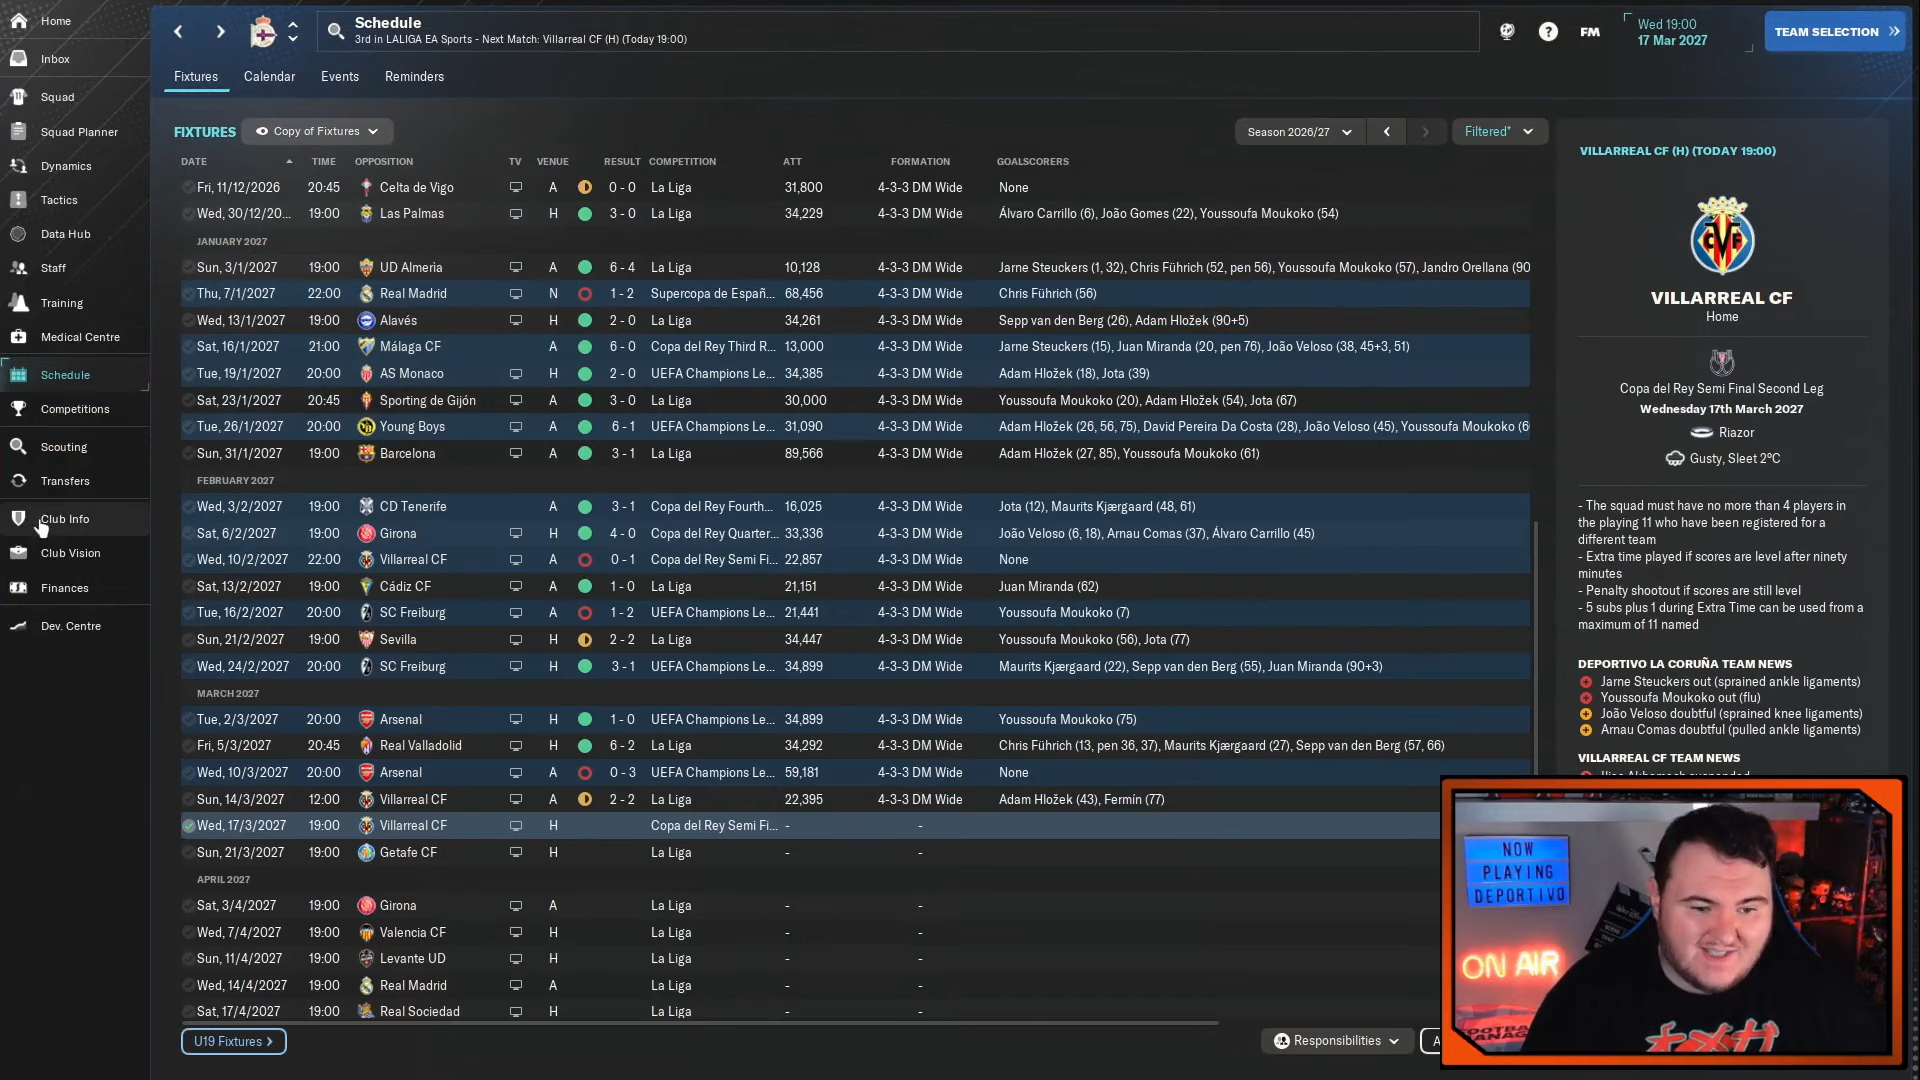 Home
Inbox
Squad
Squad Planner
Dynamics
Tactics
Data Hub
Staff
Training
Medical Centre
Schedule
Competitions
Scouting
Transfers
Club Info
Club Vision
Finances
Dev. Centre
Schedule
3rd in LALIGA EA Sports - Next Match: Villarreal CF (H) (Today 19:00)
FM
Wed 19:00
17 Mar 2027
TEAM SELECTION
Fixtures Calendar Events Reminders
FIXTURES Copy of Fixtures Season 2026/27 Filtered*
DATE TIME OPPOSITION TV VENUE RESULT COMPETITION ATT FORMATION GOALSCORERS
Fri, 11/12/2026 20:45 Celta de Vigo A 0 - 0 La Liga 31,800 4-3-3 DM Wide None
Wed, 30/12/20... 19:00 Las Palmas H 3 - 0 La Liga 34,229 4-3-3 DM Wide Álvaro Carrillo (6), João Gomes (22), Youssoufa Moukoko (54)
JANUARY 2027
Sun, 3/1/2027 19:00 UD Almería A 6 - 4 La Liga 10,128 4-3-3 DM Wide Jarne Steuckers (1, 32), Chris Führich (52, pen 56), Youssoufa Moukoko (57), Jandro Orellana (90
Thu, 7/1/2027 22:00 Real Madrid N 1 - 2 Supercopa de Españ... 68,456 4-3-3 DM Wide Chris Führich (56)
Wed, 13/1/2027 19:00 Alavés H 2 - 0 La Liga 34,261 4-3-3 DM Wide Sepp van den Berg (26), Adam Hložek (90+5)
Sat, 16/1/2027 21:00 Málaga CF A 6 - 0 Copa del Rey Third R... 13,000 4-3-3 DM Wide Jarne Steuckers (15), Juan Miranda (20, pen 76), João Veloso (38, 45+3, 51)
Tue, 19/1/2027 20:00 AS Monaco H 2 - 0 UEFA Champions Le... 34,385 4-3-3 DM Wide Adam Hložek (18), Jota (39)
Sat, 23/1/2027 20:45 Sporting de Gijón A 3 - 0 La Liga 30,000 4-3-3 DM Wide Youssoufa Moukoko (20), Adam Hložek (54), Jota (67)
Tue, 26/1/2027 20:00 Young Boys A 6 - 1 UEFA Champions Le... 31,090 4-3-3 DM Wide Adam Hložek (26, 56, 75), David Pereira Da Costa (28), João Veloso (45), Youssoufa Moukoko (6
Sun, 31/1/2027 19:00 Barcelona A 3 - 1 La Liga 89,566 4-3-3 DM Wide Adam Hložek (27, 85), Youssoufa Moukoko (61)
FEBRUARY 2027
Wed, 3/2/2027 19:00 CD Tenerife A 3 - 1 Copa del Rey Fourth... 16,025 4-3-3 DM Wide Jota (12), Maurits Kjærgaard (48, 61)
Sat, 6/2/2027 19:00 Girona H 4 - 0 Copa del Rey Quarter... 33,336 4-3-3 DM Wide João Veloso (6, 18), Arnau Comas (37), Álvaro Carrillo (45)
Wed, 10/2/2027 22:00 Villarreal CF A 0 - 1 Copa del Rey Semi Fi... 22,857 4-3-3 DM Wide None
Sat, 13/2/2027 19:00 Cádiz CF A 1 - 0 La Liga 21,151 4-3-3 DM Wide Juan Miranda (62)
Tue, 16/2/2027 20:00 SC Freiburg A 1 - 2 UEFA Champions Le... 21,441 4-3-3 DM Wide Youssoufa Moukoko (7)
Sun, 21/2/2027 19:00 Sevilla H 2 - 2 La Liga 34,447 4-3-3 DM Wide Youssoufa Moukoko (56), Jota (77)
Wed, 24/2/2027 20:00 SC Freiburg H 3 - 1 UEFA Champions Le... 34,899 4-3-3 DM Wide Maurits Kjærgaard (22), Sepp van den Berg (55), Juan Miranda (90+3)
MARCH 2027
Tue, 2/3/2027 20:00 Arsenal H 1 - 0 UEFA Champions Le... 34,899 4-3-3 DM Wide Youssoufa Moukoko (75)
Fri, 5/3/2027 20:45 Real Valladolid H 6 - 2 La Liga 34,292 4-3-3 DM Wide Chris Führich (13, pen 36, 37), Maurits Kjærgaard (27), Sepp van den Berg (57, 66)
Wed, 10/3/2027 20:00 Arsenal A 0 - 3 UEFA Champions Le... 59,181 4-3-3 DM Wide None
Sun, 14/3/2027 12:00 Villarreal CF A 2 - 2 La Liga 22,395 4-3-3 DM Wide Adam Hložek (43), Fermín (77)
Wed, 17/3/2027 19:00 Villarreal CF H Copa del Rey Semi Fi... - -
Sun, 21/3/2027 19:00 Getafe CF H La Liga - -
APRIL 2027
Sat, 3/4/2027 19:00 Girona A La Liga - -
Wed, 7/4/2027 19:00 Valencia CF H La Liga - -
Sun, 11/4/2027 19:00 Levante UD H La Liga - -
Wed, 14/4/2027 19:00 Real Madrid A La Liga - -
Sat, 17/4/2027 19:00 Real Sociedad H La Liga - -
U19 Fixtures
Responsibilities
A
VILLARREAL CF (H) (TODAY 19:00)
VILLARREAL CF
Home
Copa del Rey Semi Final Second Leg
Wednesday 17th March 2027
Riazor
Gusty, Sleet 2°C
- The squad must have no more than 4 players in
the playing 11 who have been registered for a
different team
- Extra time played if scores are level after ninety
minutes
- Penalty shootout if scores are still level
- 5 subs plus 1 during Extra Time can be used from a
maximum of 11 named
DEPORTIVO LA CORUÑA TEAM NEWS
Jarne Steuckers out (sprained ankle ligaments)
Youssoufa Moukoko out (flu)
João Veloso doubtful (sprained knee ligaments)
Arnau Comas doubtful (pulled ankle ligaments)
VILLARREAL CF TEAM NEWS
NOW
PLAYING
DEPORTIVO
ON AIR